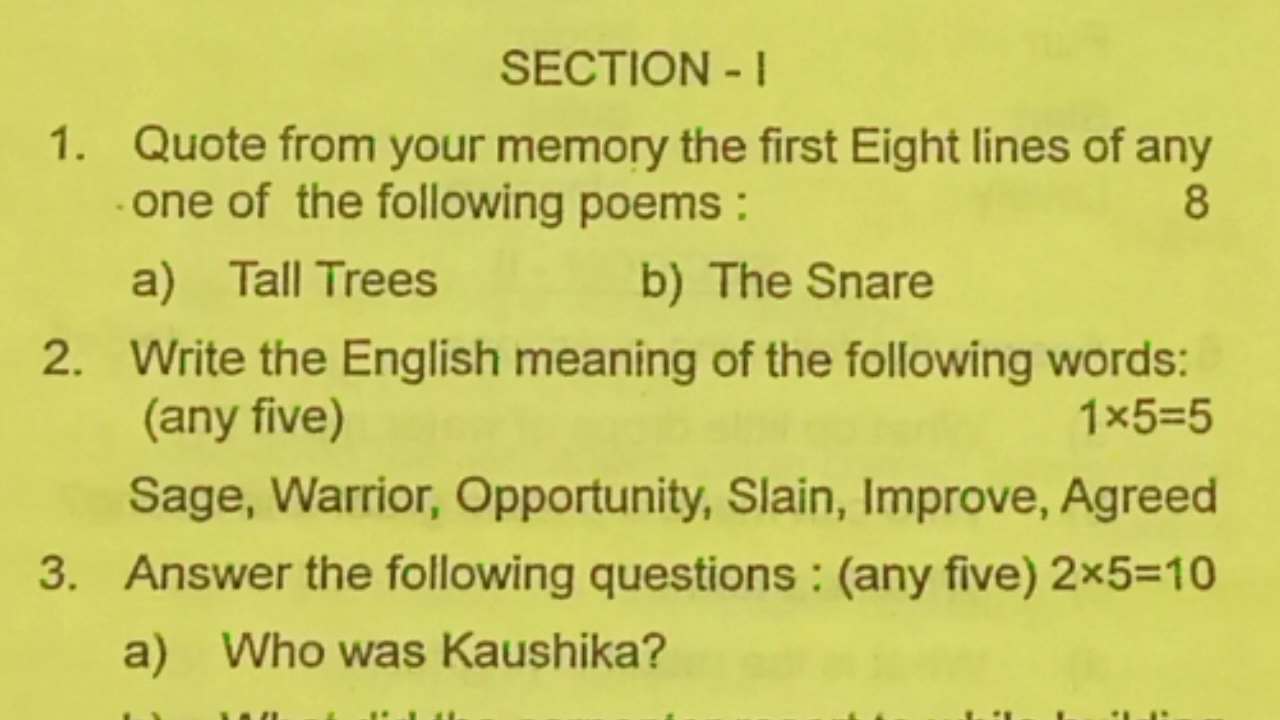 SECTION - I
1. Quote from your memory the first Eight lines of any
one of the following poems : 8
a) Tall Trees b) The Snare
2. Write the English meaning of the following words:
(any five) 1×5=5
Sage, Warrior, Opportunity, Slain, Improve, Agreed
3. Answer the following questions : (any five) 2×5=10
a) Who was Kaushika?